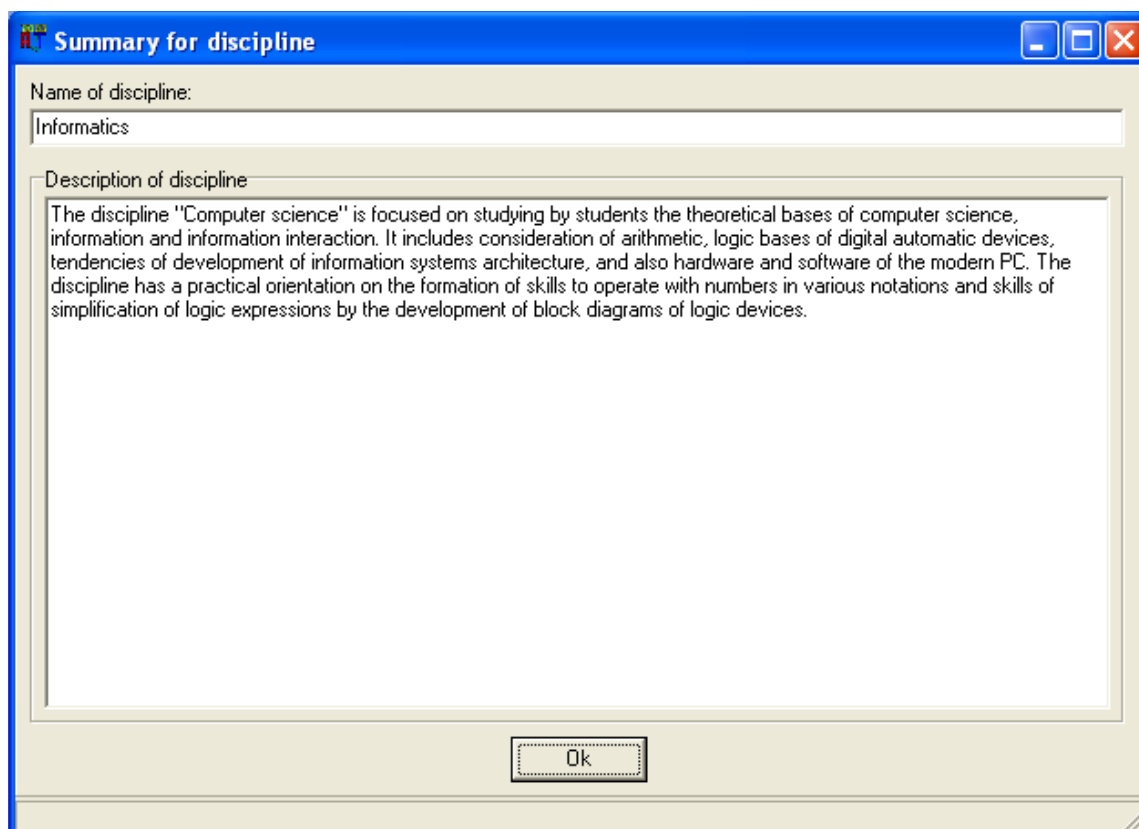 Summary for discipline
Name of discipline:
Informatics
Description of discipline
The discipline "Computer science" is focused on studying by students the theoretical bases of computer science,
information and information interaction. It includes consideration of arithmetic, logic bases of digital automatic devices,
tendencies of development of information systems architecture, and also hardware and software of the modern PC. The
discipline has a practical orientation on the formation of skills to operate with numbers in various notations and skills of
simplification of logic expressions by the development of block diagrams of logic devices.
Ok